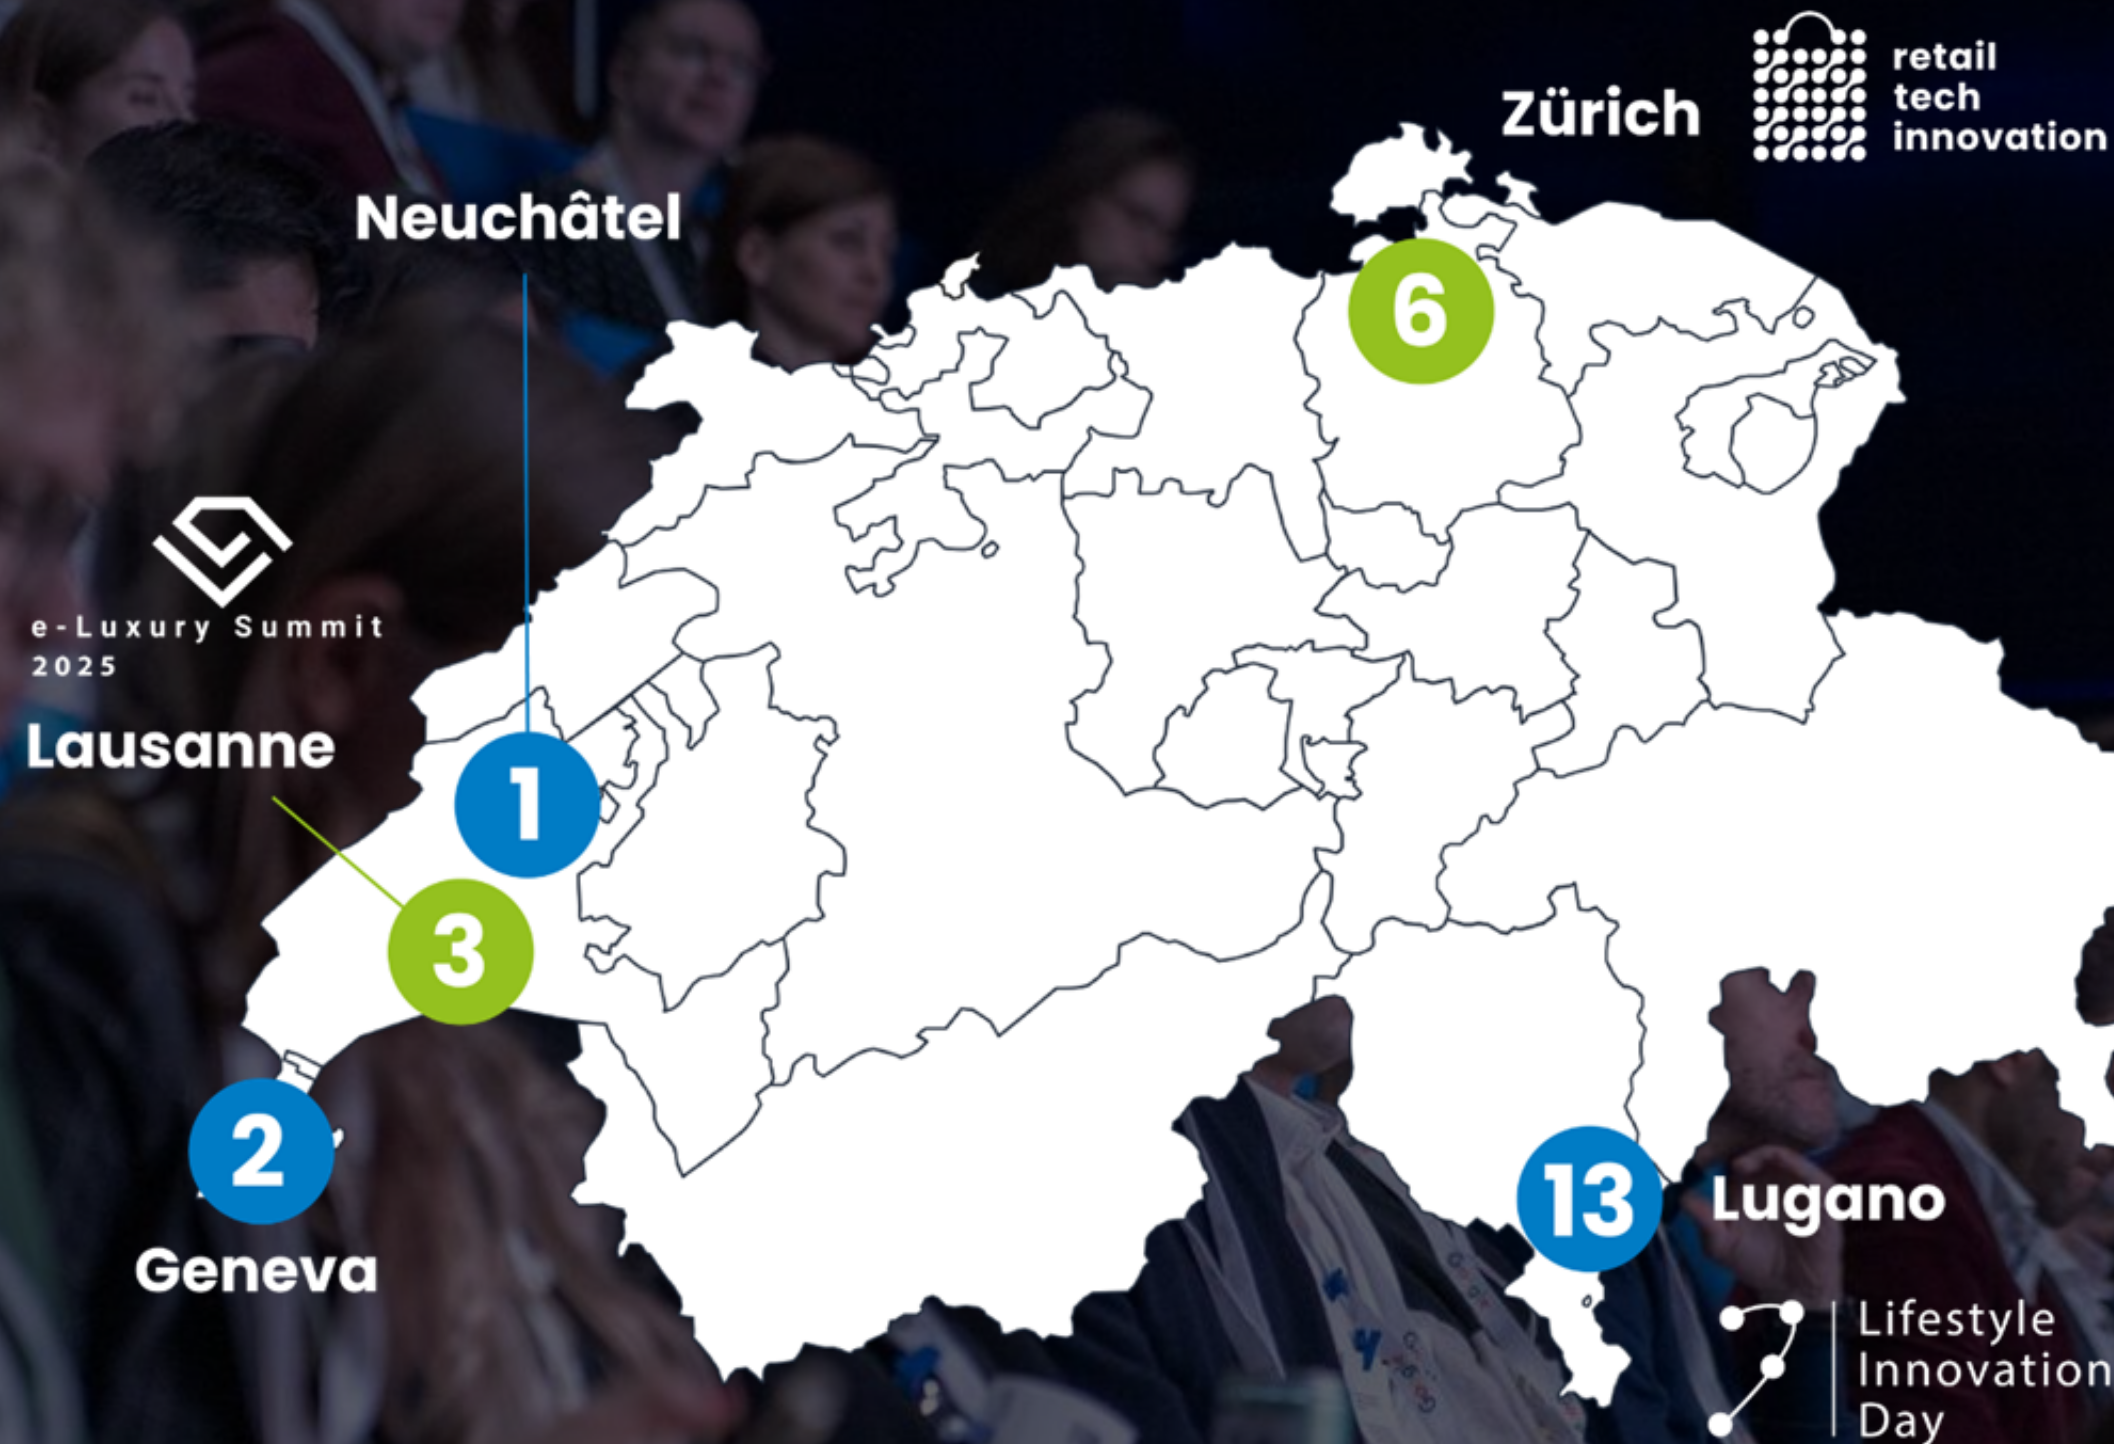 Zürich
retail
tech
innovation
Neuchâtel
6
e-Luxury Summit
2025
Lausanne
1
3
2
Geneva
13
Lugano
Lifestyle
Innovation
Day